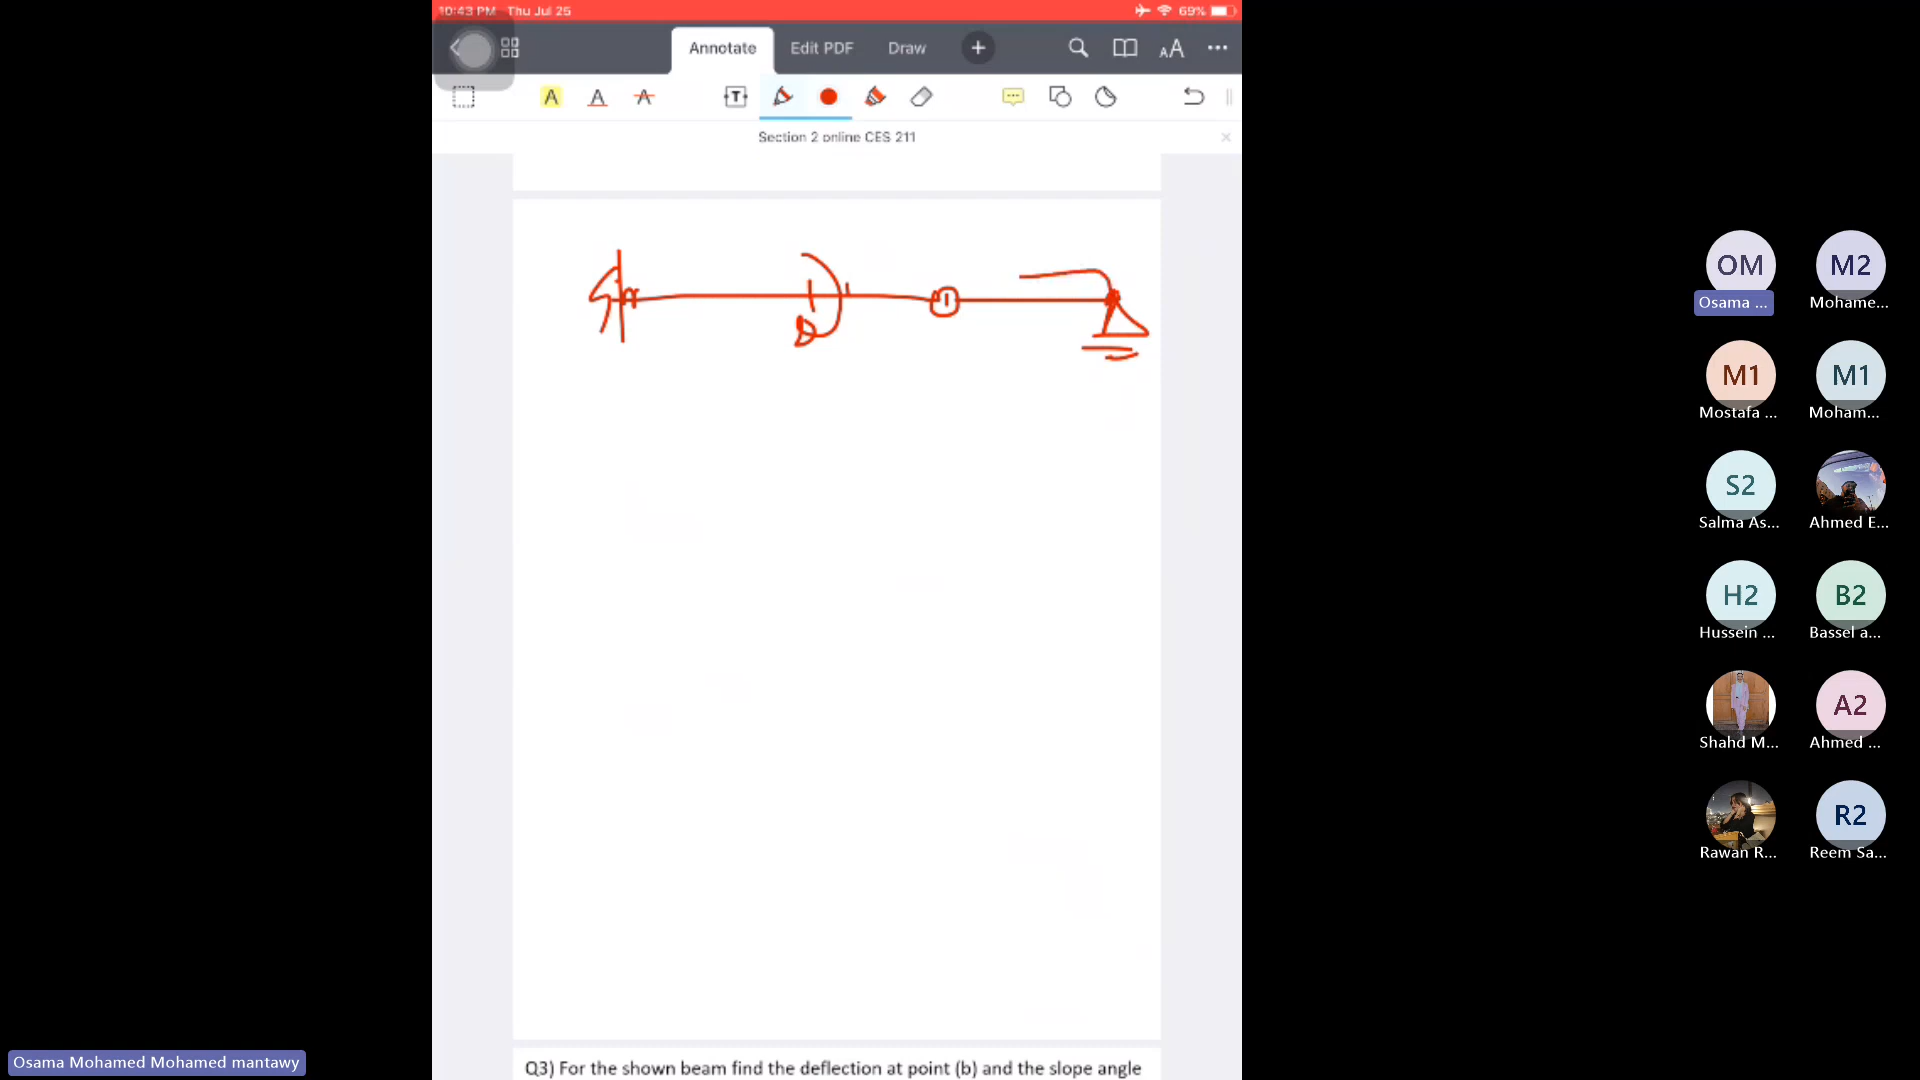 10:43 PM Thu Jul 25
69%
Annotate
Edit PDF
Draw
AA
A
A
A
T
Section 2 online CES 211
OM
M2
Osama ...
Mohame...
M1
M1
Mostafa ...
Moham...
S2
Salma As...
Ahmed E...
H2
B2
Hussein ...
Bassel a...
A2
Shahd M...
Ahmed ...
R2
Rawan R...
Reem Sa...
Osama Mohamed Mohamed mantawy
Q3) For the shown beam find the deflection at point (b) and the slope angle